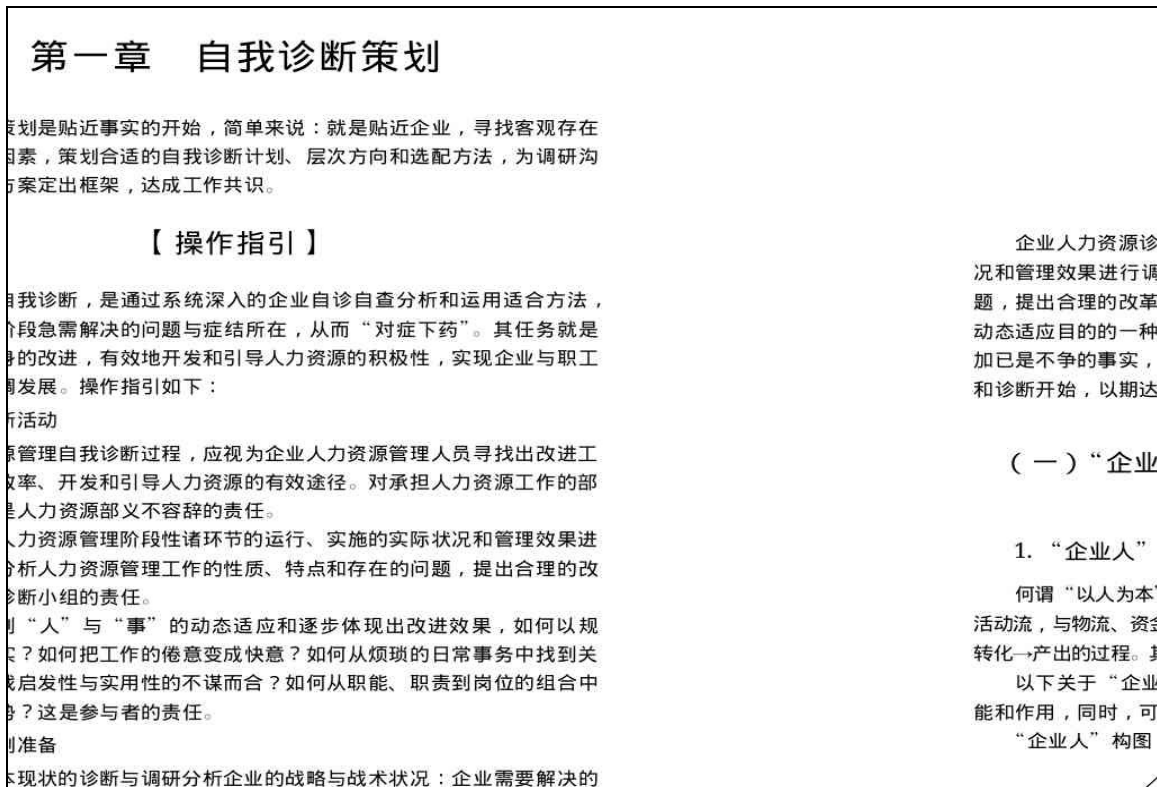 第一章 自我诊断策划
划是贴近事实的开始，简单来说：就是贴近企业，寻找客观存在
因素，策划合适的自我诊断计划、层次方向和选配方法，为调研沟
方案定出框架，达成工作共识。
【操作指引】
自我诊断，是通过系统深入的企业自诊自查分析和运用适合方法，
阶段急需解决的问题与症结所在，从而“对症下药”。其任务就是
身的改进，有效地开发和引导人力资源的积极性，实现企业与职工
调发展。操作指引如下：
活动
源管理自我诊断过程，应视为企业人力资源管理人员寻找出改进工
效率、开发和引导人力资源的有效途径。对承担人力资源工作的部
是人力资源部义不容辞的责任。
人力资源管理阶段性诸环节的运行、实施的实际状况和管理效果进
分析人力资源管理工作的性质、特点和存在的问题，提出合理的改
诊断小组的责任。
“人”与“事”的动态适应和逐步体现出改进效果，如何以规
？如何把工作的倦意变成快意？如何从烦琐的日常事务中找到关
启发性与实用性的不谋而合？如何从职能、职责到岗位的组合中
？这是参与者的责任。
准备
本现状的诊断与调研分析企业的战略与战术状况：企业需要解决的
企业人力资源诊
况和管理效果进行调
题，提出合理的改革
动态适应目的的一种
加已是不争的事实，
和诊断开始，以期达
（一）“企业
1. “企业人”
何谓“以人为本”
活动流，与物流、资金
转化→产出的过程。其
以下关于“企业
能和作用，同时，可
“企业人”构图